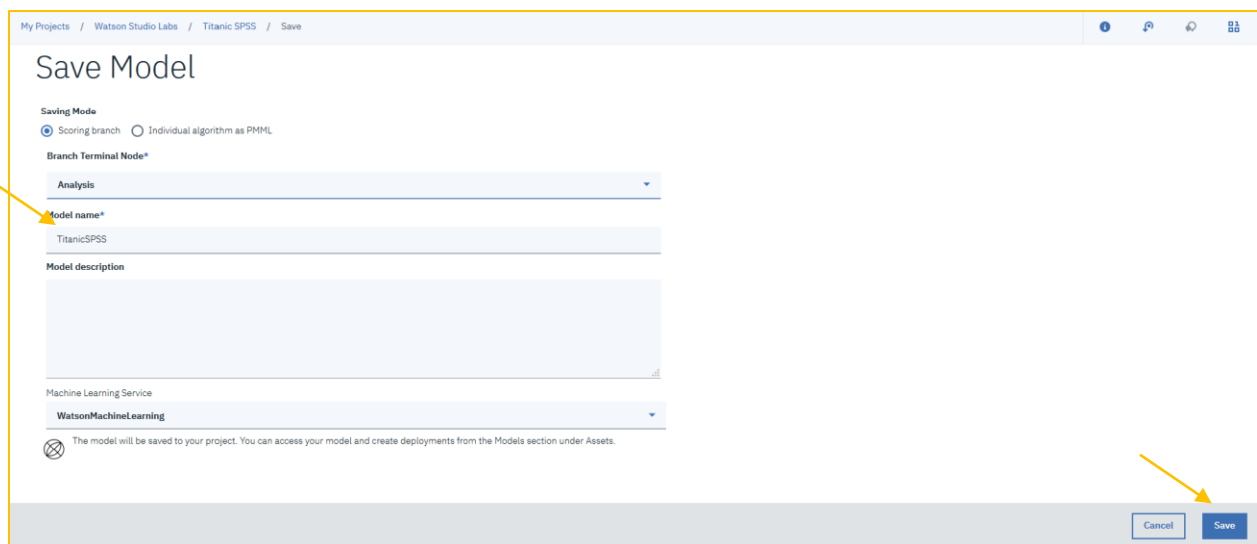 My Projects / Watson Studio Labs / Titanic SPSS / Save
Save Model
Saving Mode
Scoring branch Individual algorithm as PMML
Branch Terminal Node*
Analysis
Model name*
TitanicSPSS
Model description
Machine Learning Service
WatsonMachineLearning
The model will be saved to your project. You can access your model and create deployments from the Models section under Assets.
Cancel Save